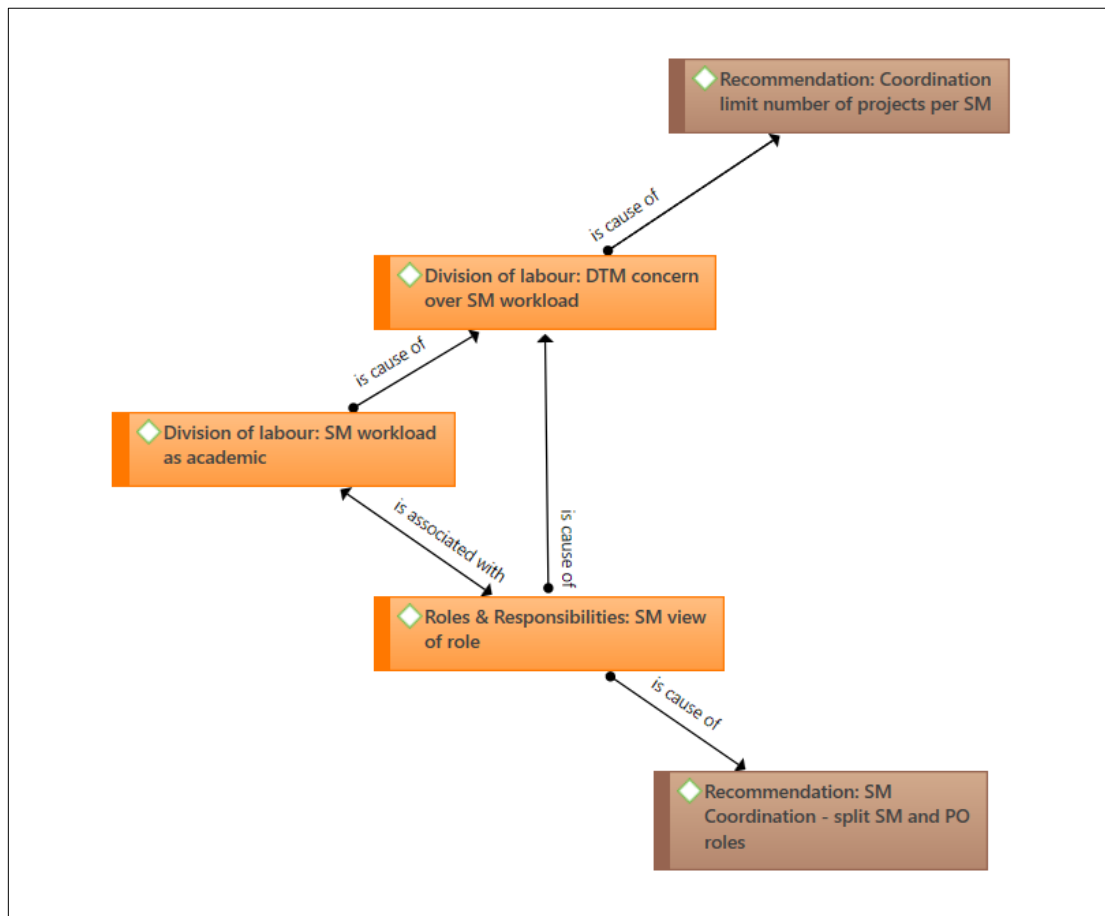 Recommendation: Coordination
limit number of projects per SM
is cause of
Division of labour: DTM concern
over SM workload
is cause of
Division of labour: SM workload
as academic
is associated with
is cause of
Roles & Responsibilities: SM view
of role
is cause of
Recommendation: SM
Coordination - split SM and PO
roles